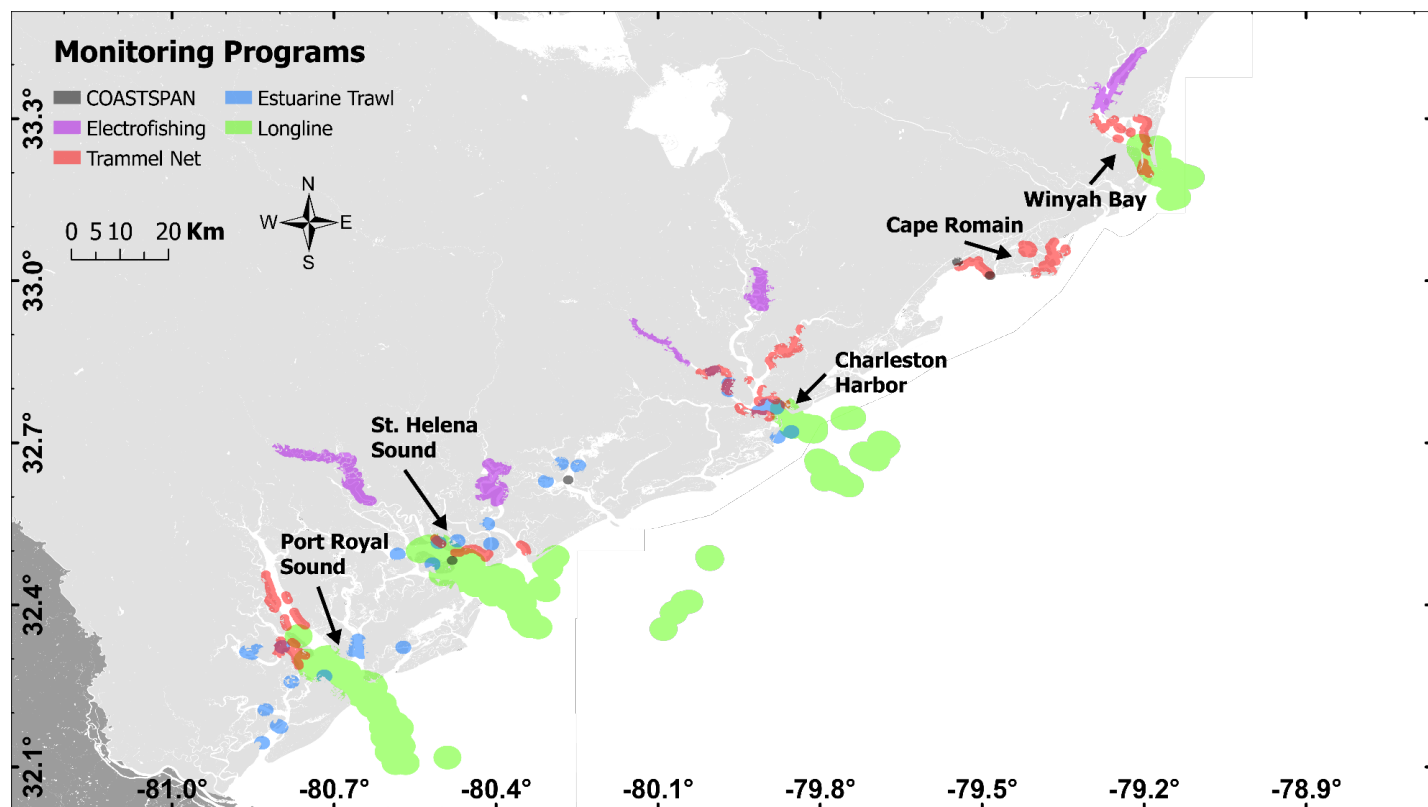 Monitoring Programs
COASTSPAN
Estuarine Trawl
Electrofishing
Longline
Trammel Net
N
W
E
S
0 5 10 20 Km
Winyah Bay
Cape Romain
Charleston
Harbor
St. Helena
Sound
Port Royal
Sound
33.3°
33.0°
32.7°
32.4°
32.1°
-81.0° -80.7° -80.4° -80.1° -79.8° -79.5° -79.2° -78.9°